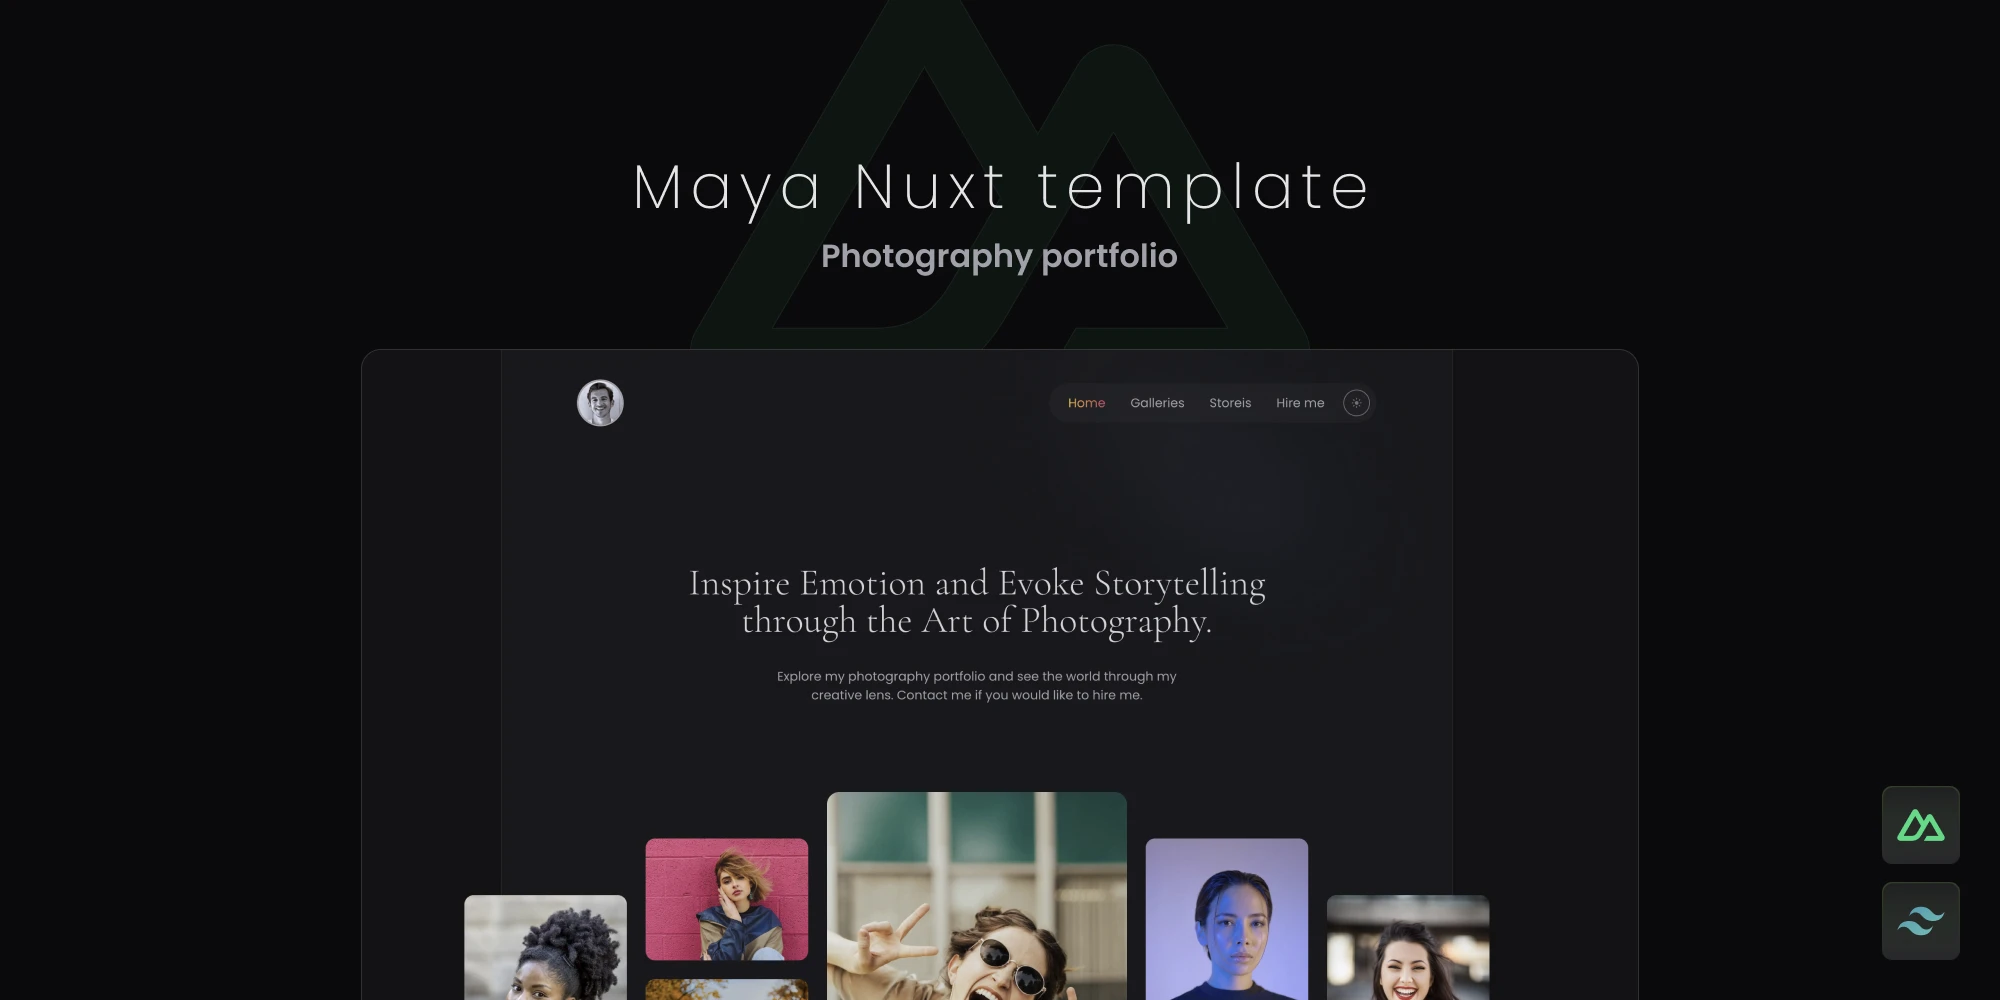 Maya Nuxt template
Photography portfolio
Home Galleries Storeis Hire me
Inspire Emotion and Evoke Storytelling
through the Art of Photography.
Explore my photography portfolio and see the world through my
creative lens. Contact me if you would like to hire me.